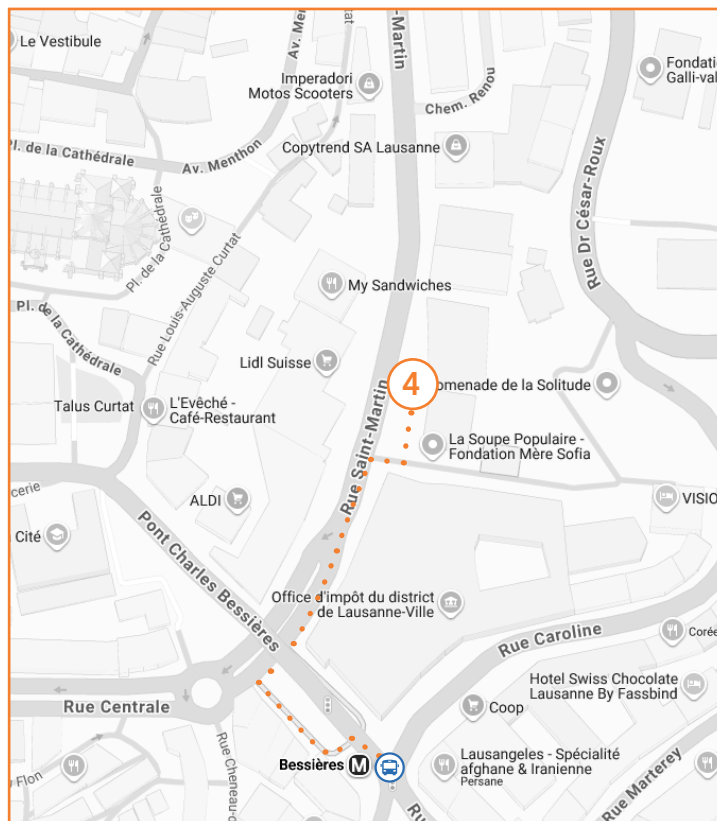 Le Vestibule
Av. Menthon
Curtat
-Martin
Imperadori
Motos Scooters
Fondatio
Galli-val
Chem. Renou
Pl. de la Cathédrale
Av. Menthon
Copytrend SA Lausanne
Rue Dr César-Roux
Pl. de la Cathédrale
Rue Louis-Auguste Curtat
My Sandwiches
Pl. de la Cathédrale
Lidl Suisse
4
omenade de la Solitude
Talus Curtat
L'Evêché -
Café-Restaurant
Rue Saint-Martin
La Soupe Populaire -
Fondation Mère Sofia
cerie
ALDI
VISIO
Cité
Pont Charles Bessières
Office d'impôt du district
de Lausanne-Ville
Rue Caroline
Corée
Hotel Swiss Chocolate
Lausanne By Fassbind
Rue Centrale
Coop
Rue Cheneau-d
Bessières
M
Lausangeles - Spécialité
afghane & Iranienne
Persane
Flon
Rue Marterey
Ru